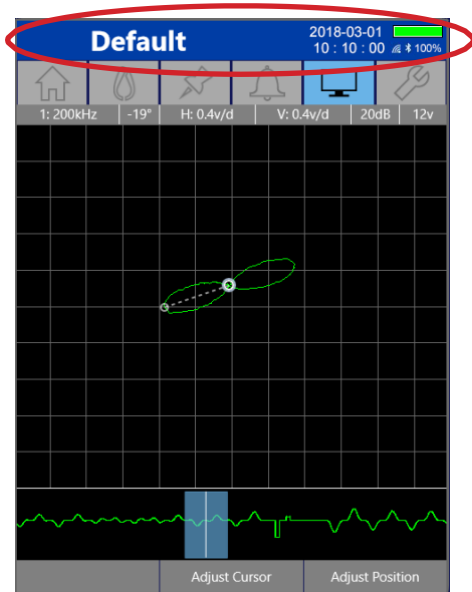 Default
2018-03-01
10 : 10 : 00 100%
1: 200kHz -19° H: 0.4v/d V: 0.4v/d 20dB 12v
Adjust Cursor Adjust Position